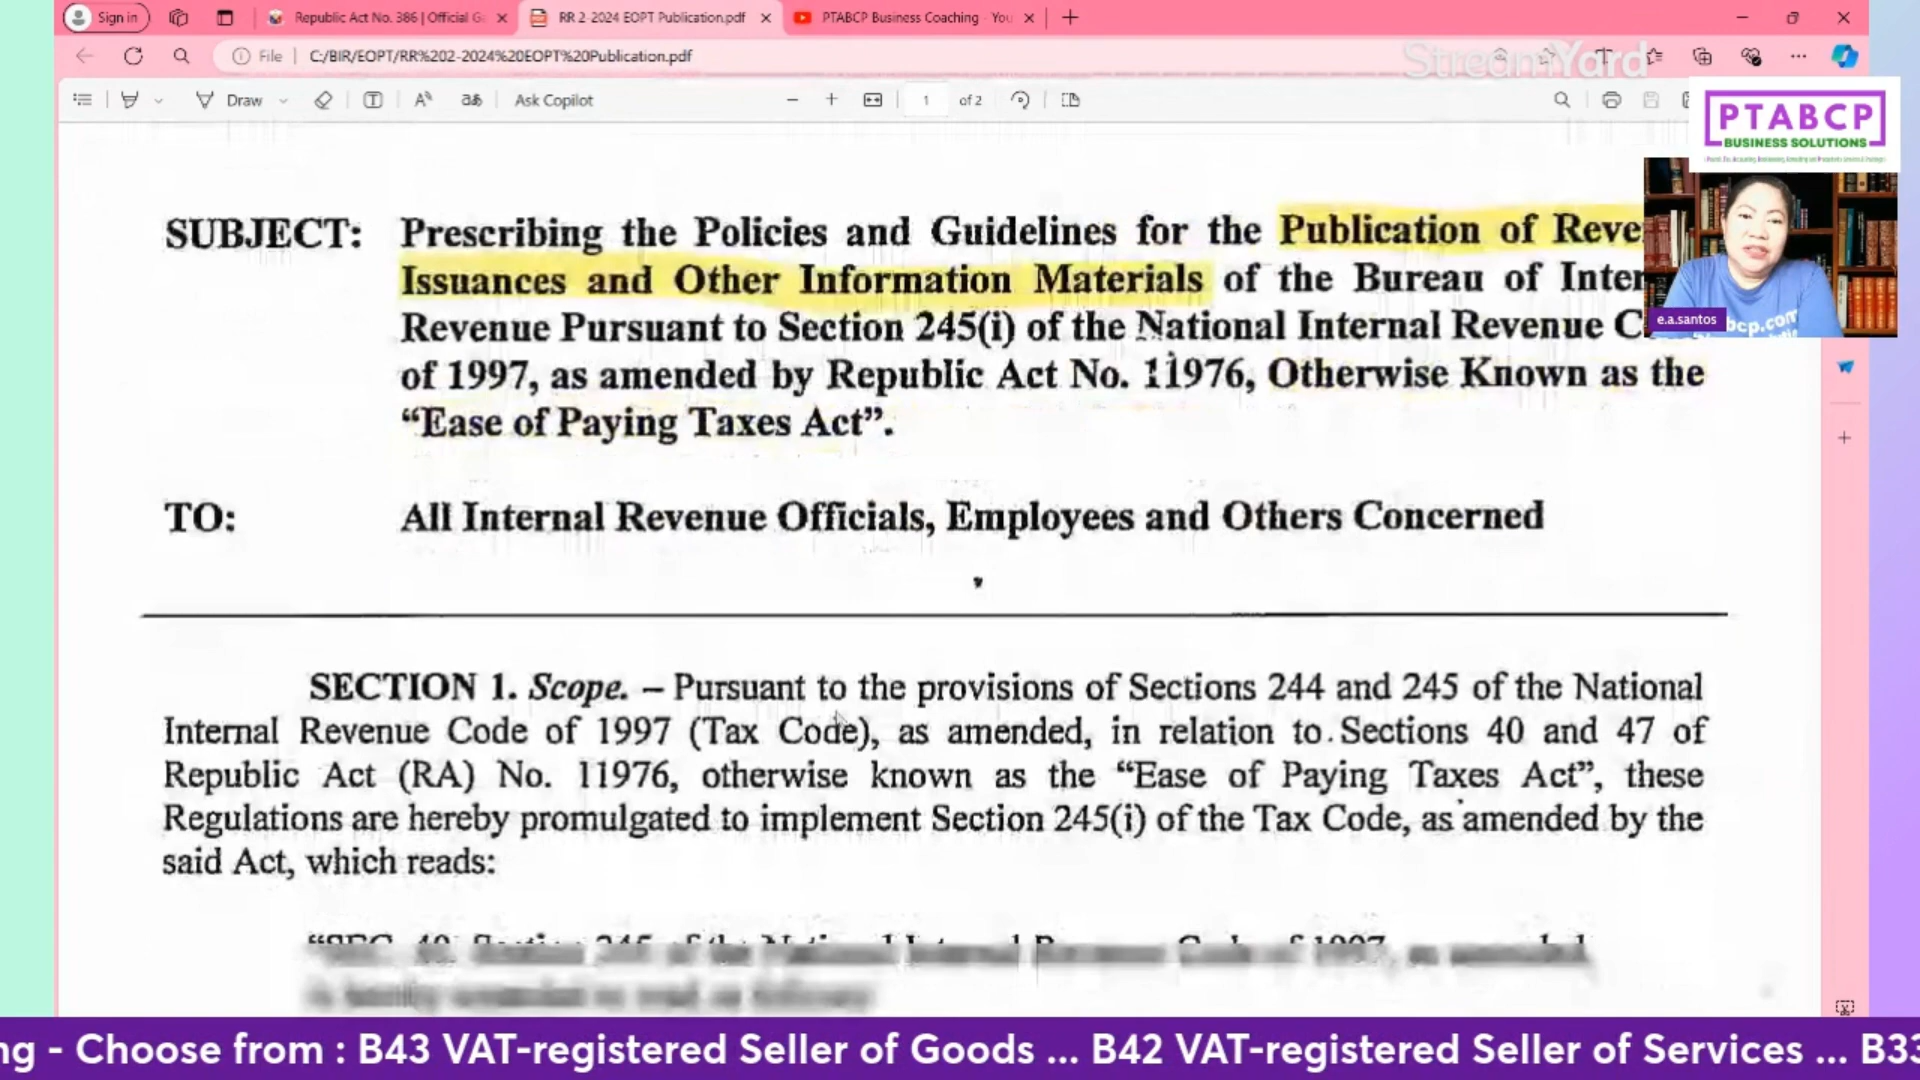 Sign in
Republic Act No. 386 | Official G
RR 2-2024 EOPT Publication.pdf
PTABCP Business Coaching - You
File
C:/BIR/EOPT/RR%202-2024%20EOPT%20Publication.pdf
StreamYard
Draw
Ask Copilot
1 of 2
PTABCP
BUSINESS SOLUTIONS
SUBJECT: Prescribing the Policies and Guidelines for the Publication of Reve
Issuances and Other Information Materials of the Bureau of Inter
Revenue Pursuant to Section 245(i) of the National Internal Revenue C
of 1997, as amended by Republic Act No. 11976, Otherwise Known as the
“Ease of Paying Taxes Act”.
e.a.santos
bcp.com
TO: All Internal Revenue Officials, Employees and Others Concerned
SECTION 1. Scope. – Pursuant to the provisions of Sections 244 and 245 of the National
Internal Revenue Code of 1997 (Tax Code), as amended, in relation to Sections 40 and 47 of
Republic Act (RA) No. 11976, otherwise known as the “Ease of Paying Taxes Act”, these
Regulations are hereby promulgated to implement Section 245(i) of the Tax Code, as amended by the
said Act, which reads:
ng - Choose from : B43 VAT-registered Seller of Goods ... B42 VAT-registered Seller of Services ... B33